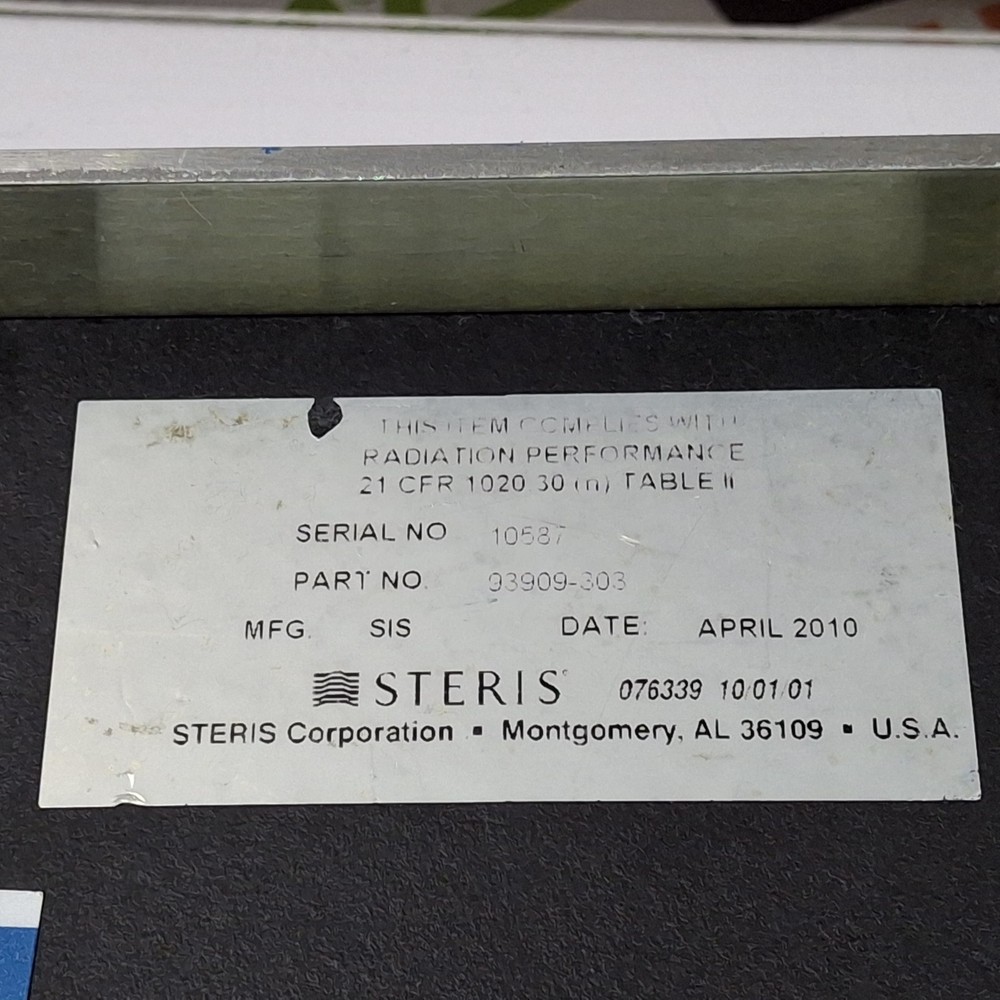 THIS ITEM COMPLIES WITH
RADIATION PERFORMANCE
21 CFR 1020 30 (n) TABLE II
SERIAL NO 10587
PART NO. 93909-303
MFG. SIS DATE: APRIL 2010
STERIS 076339 10/01/01
STERIS Corporation ▪ Montgomery, AL 36109 ▪ U.S.A.